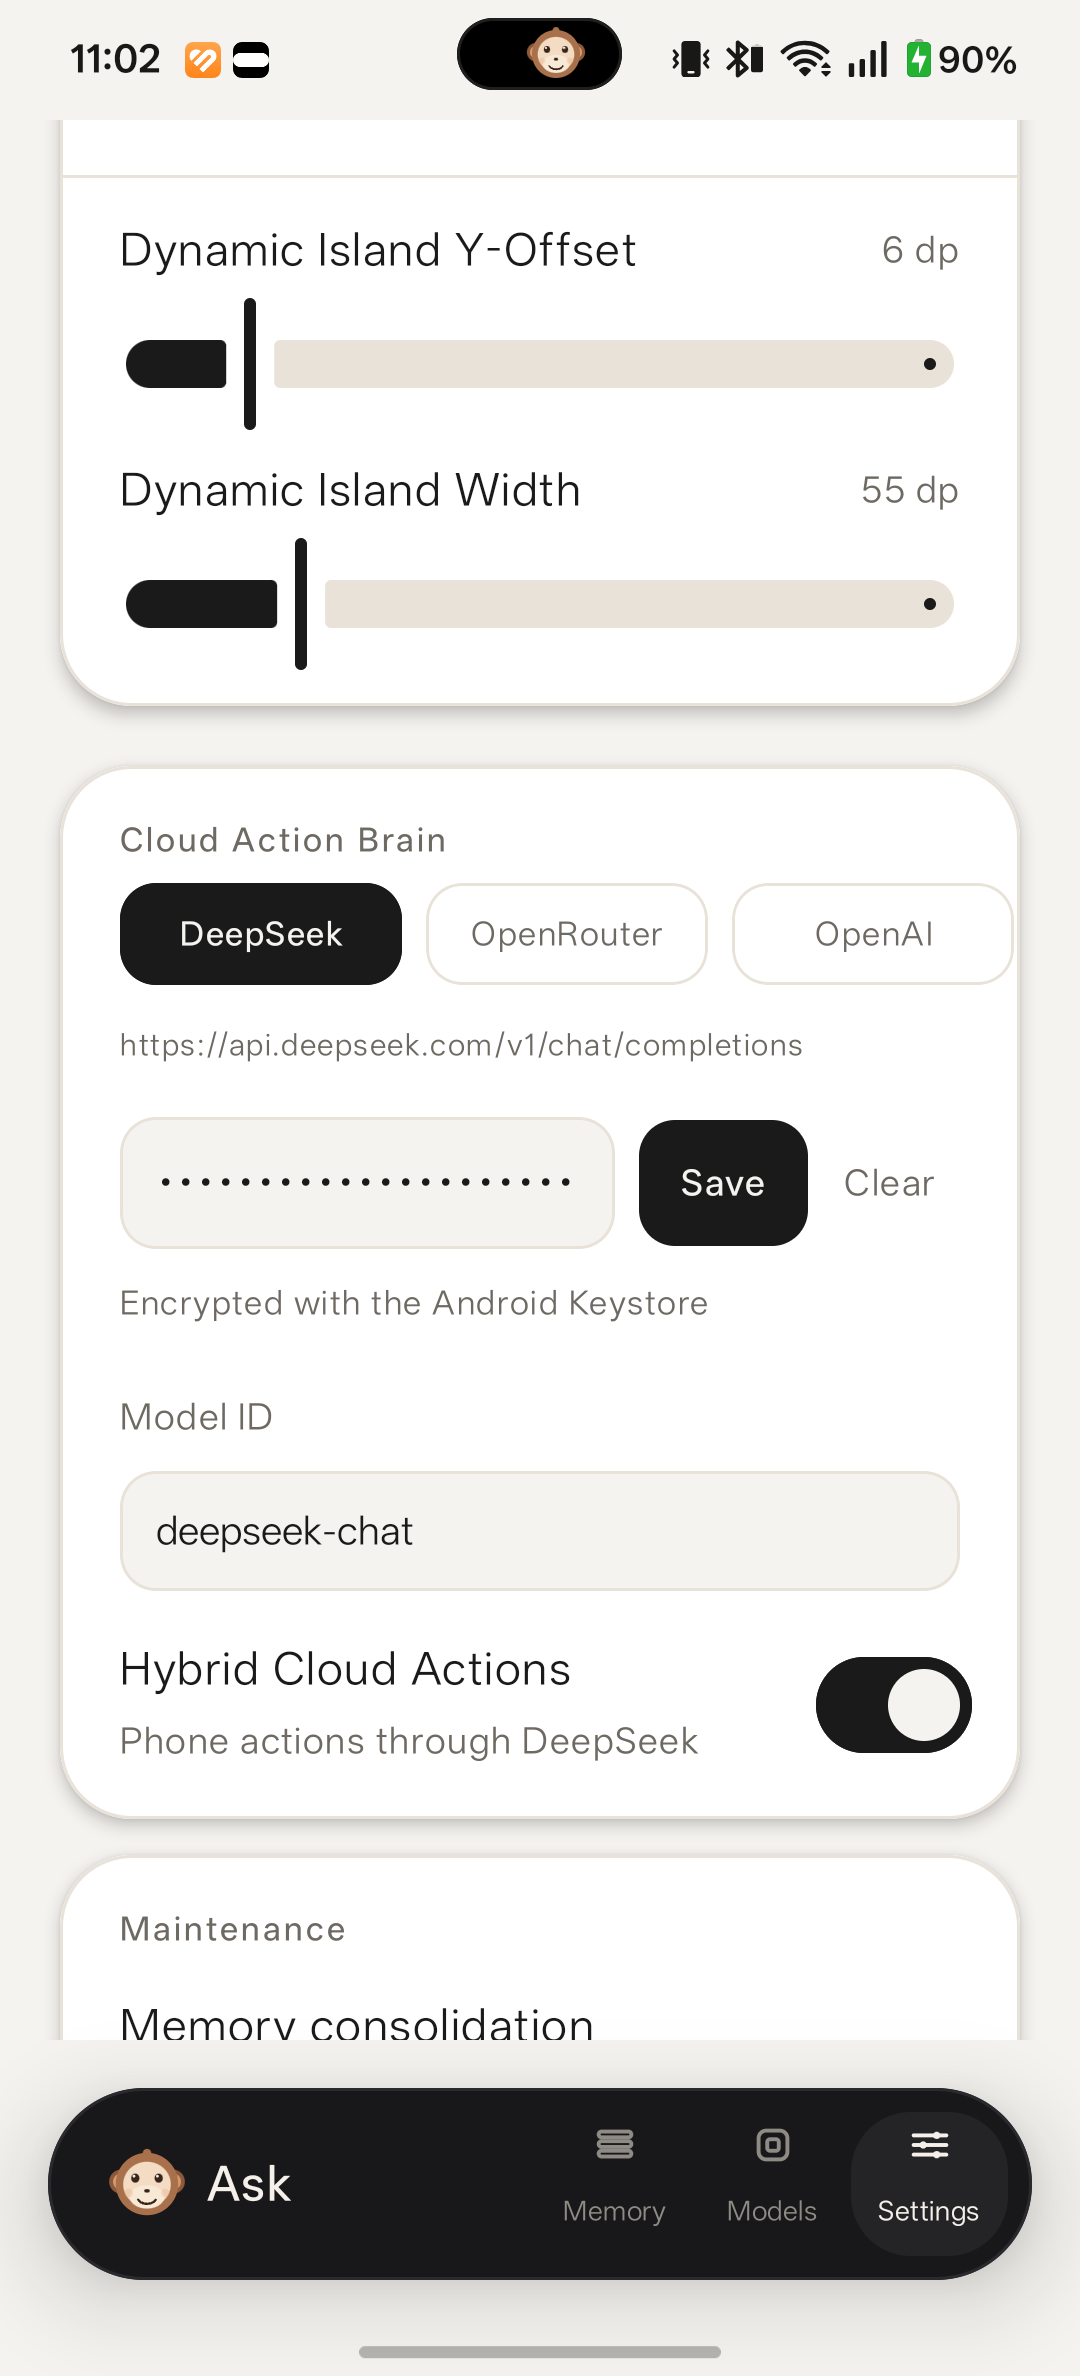 11:02
90%
Dynamic Island Y-Offset
6 dp
Dynamic Island Width
55 dp
Cloud Action Brain
DeepSeek
OpenRouter
OpenAI
https://api.deepseek.com/v1/chat/completions
Save
Clear
Encrypted with the Android Keystore
Model ID
deepseek-chat
Hybrid Cloud Actions
Phone actions through DeepSeek
Maintenance
Memory consolidation
Ask
Memory
Models
Settings